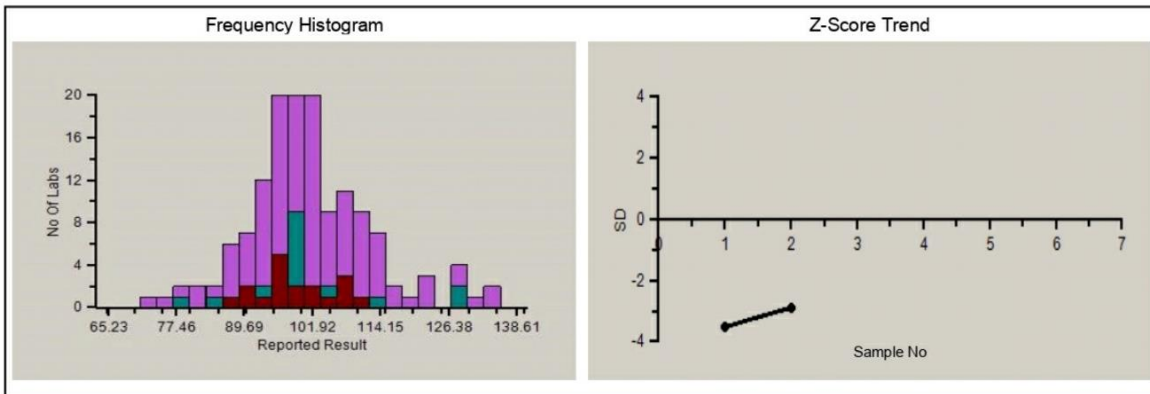 Frequency Histogram
20
16
12
8
4
0
No Of Labs
65.23 77.46 89.69 101.92 114.15 126.38 138.61
Reported Result
Z-Score Trend
4
2
0
-2
-4
SD
0 1 2 3 4 5 6 7
Sample No